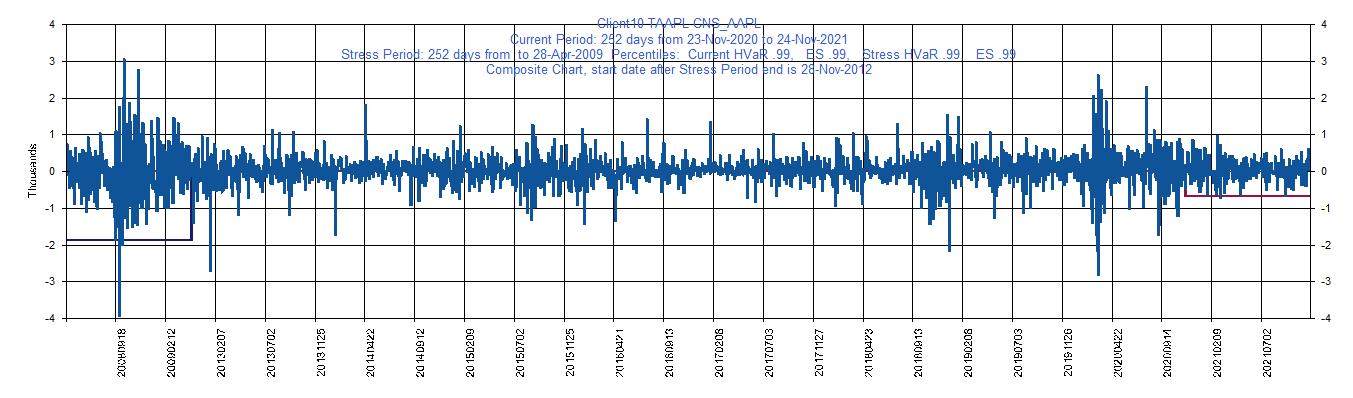 Client10 TAAPL CNS_AAPL
Current Period: 252 days from 23-Nov-2020 to 24-Nov-2021
Stress Period: 252 days from  to 28-Apr-2009  Percentiles:  Current HVaR .99,   ES .99,    Stress HVaR .99    ES .99
Composite Chart, start date after Stress Period end is 28-Nov-2012
4 4
3 3
2 2
1 1
0 0
-1 -1
-2 -2
-3 -3
-4 -4
Thousands
20080918 20090212 20130207 20130702 20131125 20140422 20140912 20150209 20150702 20151125 20160421 20160913 20170208 20170703 20171127 20180423 20180913 20190208 20190703 20191126 20200422 20200914 20210209 20210702